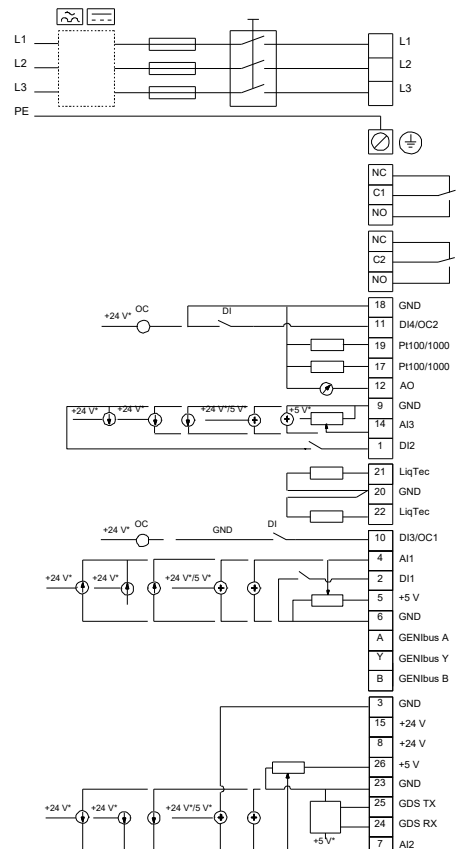 L1 L1
L2 L2
L3 L3
PE
NC
C1
NO
NC
C2
NO
18 GND
+24 V* OC DI 11 DI4/OC2
19 Pt100/1000
17 Pt100/1000
12 AO
9 GND
+24 V* +24 V* +24 V*/5 V* +5 V*
14 AI3
1 DI2
21 LiqTec
20 GND
22 LiqTec
+24 V* OC GND DI 10 DI3/OC1
4 AI1
+24 V* +24 V* +24 V*/5 V* 2 DI1
5 +5 V
6 GND
A GENIbus A
Y GENIbus Y
B GENIbus B
3 GND
15 +24 V
8 +24 V
26 +5 V
23 GND
+24 V* +24 V* +24 V*/5 V* 25 GDS TX
24 GDS RX
+5 V* 7 AI2